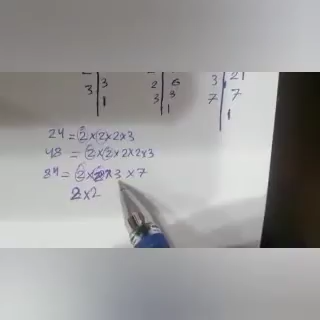 3 | 3
1
2 | 6
3 | 3
1
3 | 21
7 | 7
1
24 = 2×2×2×3
48 = 2×2×2×2×3
84 = 2×2×3×7
2×2